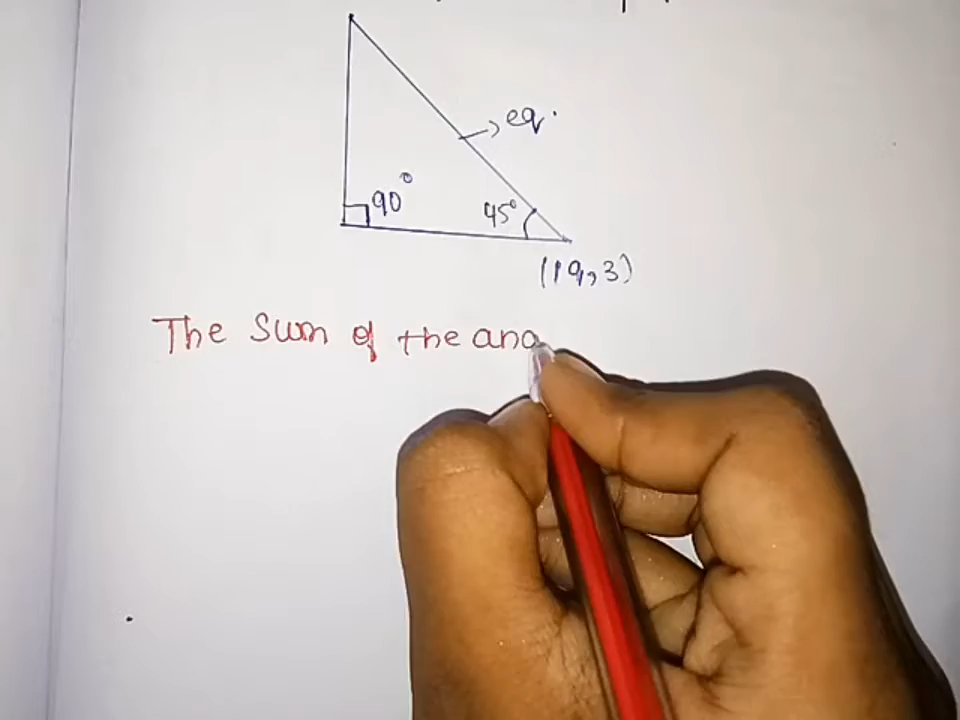 eq.
90°
45°
(19,3)
The Sum of the ang